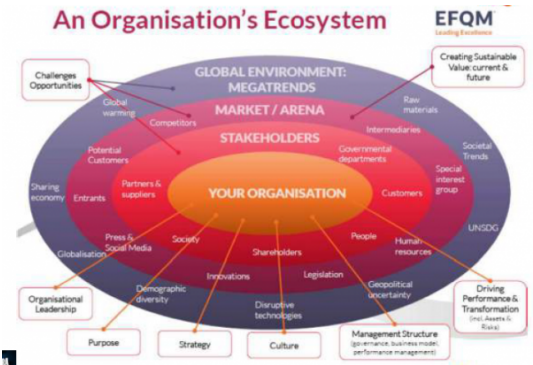 An Organisation's Ecosystem
EFQM
Leading Excellence
Challenges
Opportunities
Creating Sustainable
Value: current &
future
GLOBAL ENVIRONMENT:
MEGATRENDS
MARKET / ARENA
STAKEHOLDERS
YOUR ORGANISATION
Global
warming
Competitors
Raw
materials
Intermediaries
Governmental
departments
Potential
Customers
Societal
Trends
Special
interest
group
Sharing
economy
Entrants
Partners &
suppliers
Customers
UNSDG
Press &
Social Media
Society
People
Human
resources
Globalisation
Shareholders
Innovations
Legislation
Demographic
diversity
Geopolitical
uncertainty
Disruptive
technologies
Organisational
Leadership
Purpose
Strategy
Culture
Management Structure
(governance, business model,
performance management)
Driving
Performance &
Transformation
(incl. Assets &
Risks)